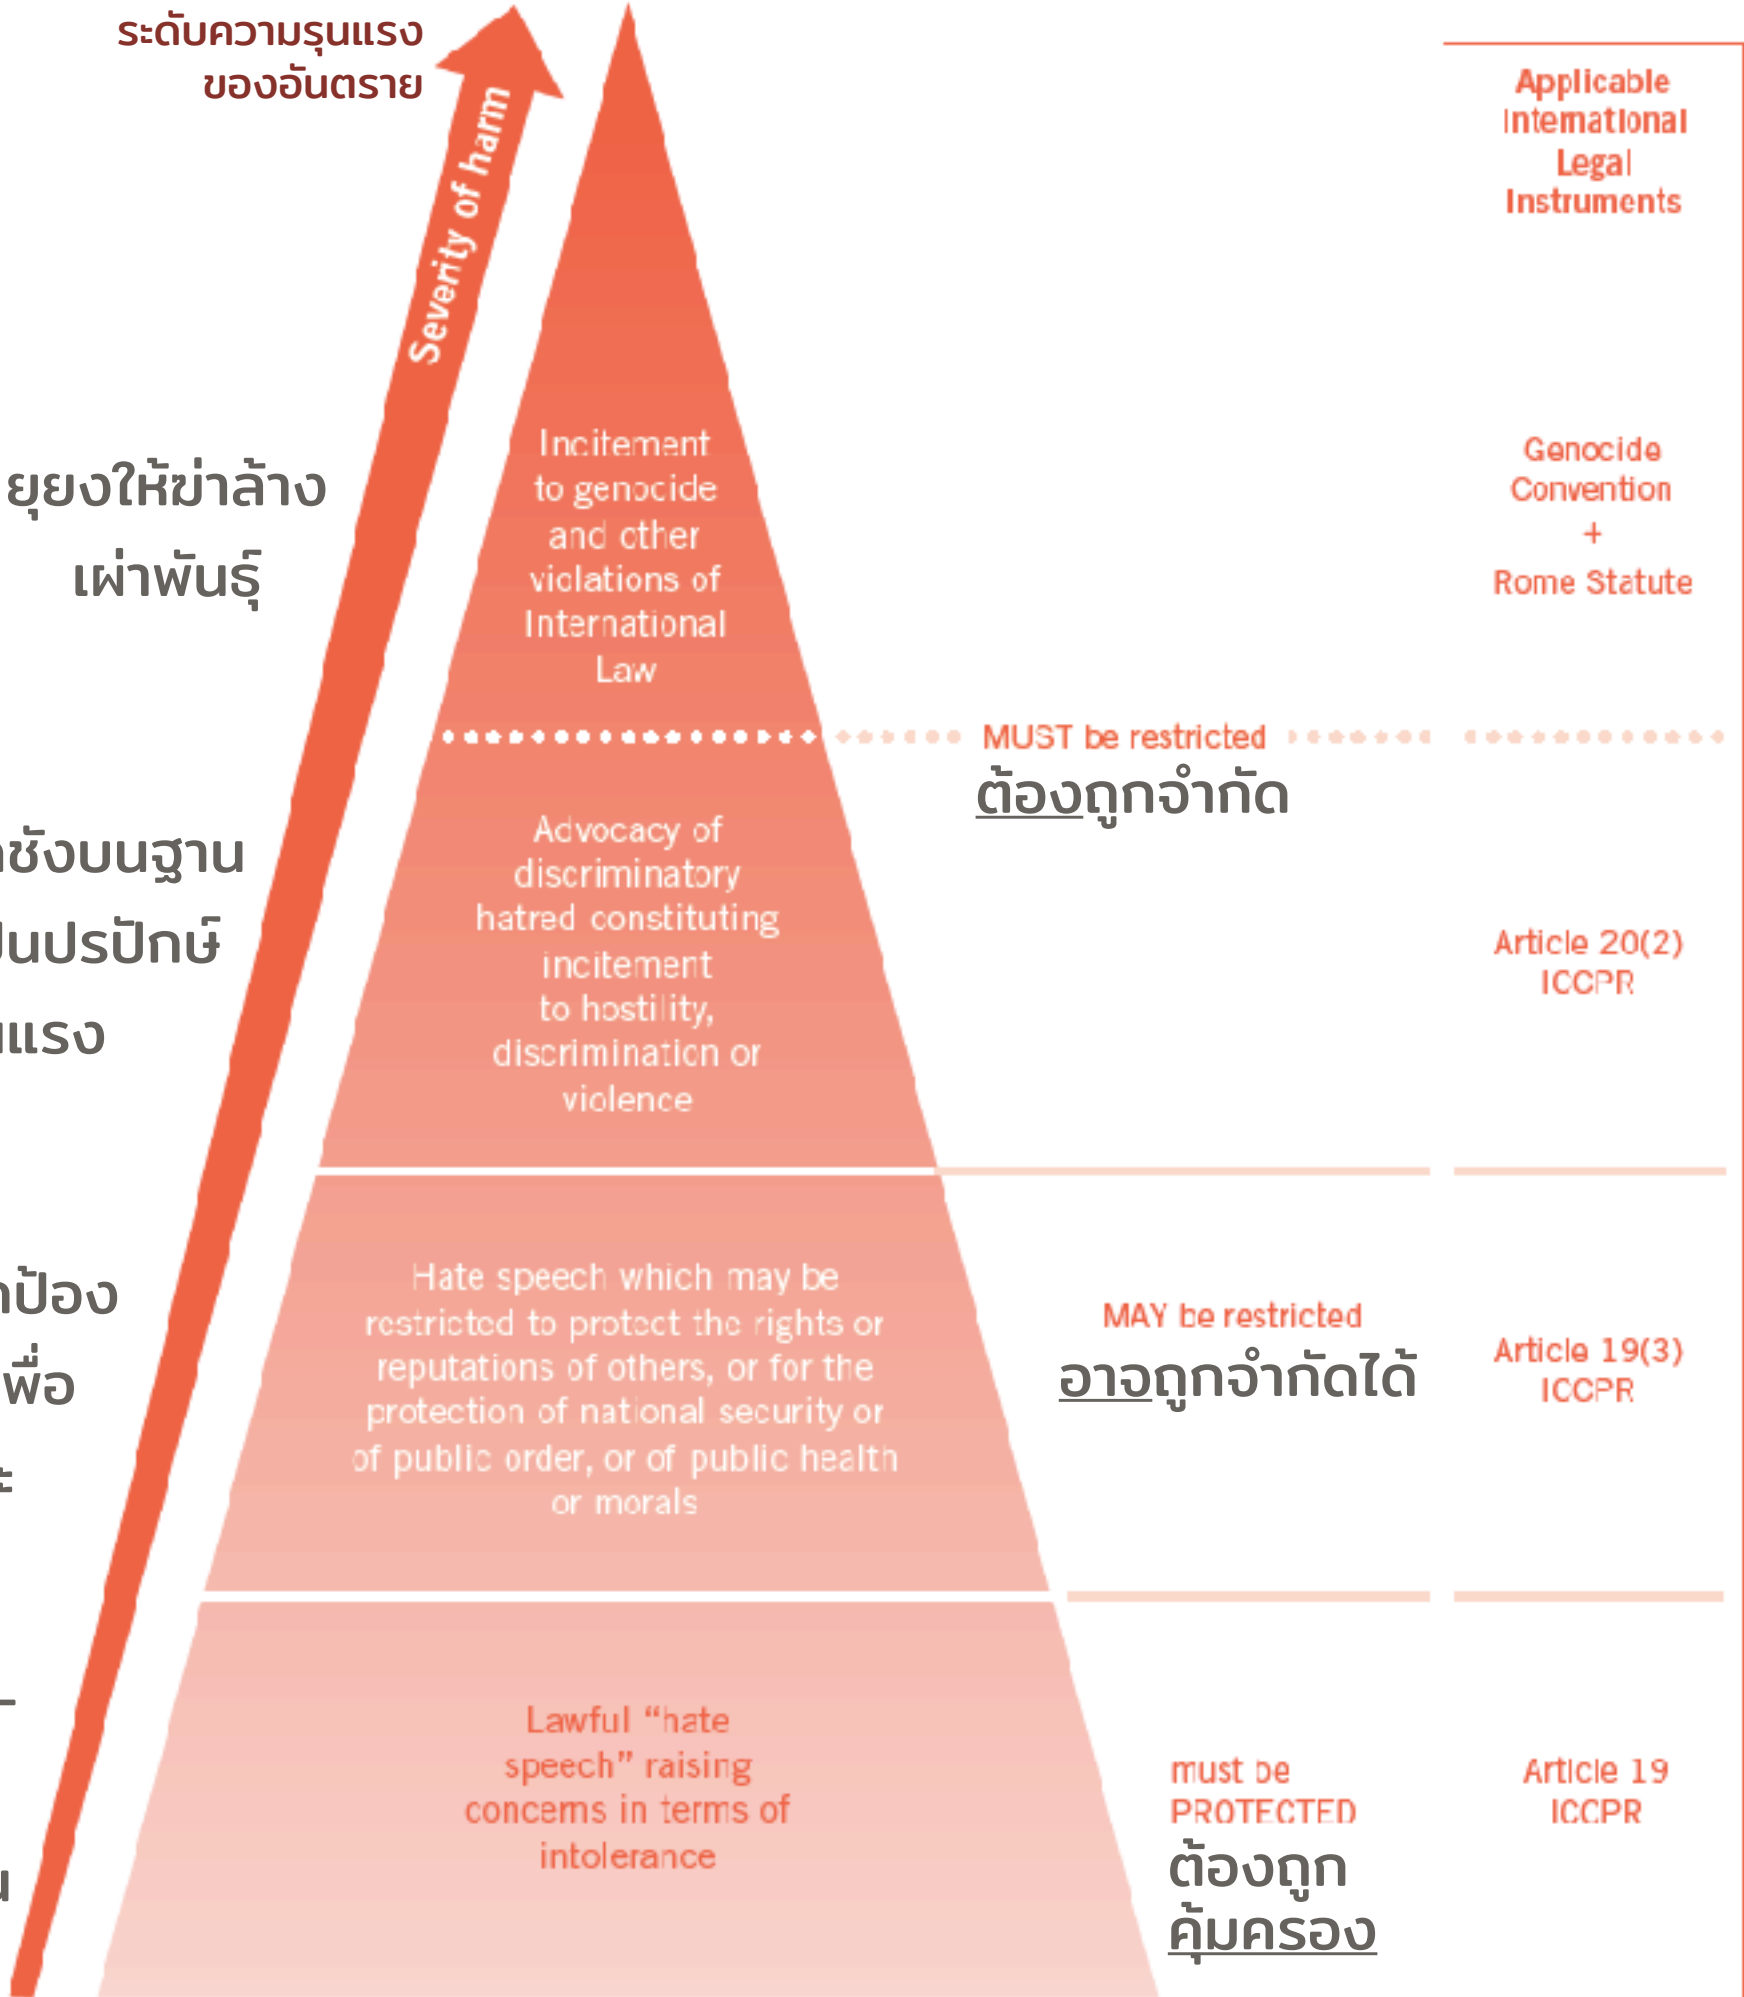 ระดับความรุนแรง
ของอันตราย
Severity of harm
Applicable
International
Legal
Instruments
ยุยงให้ฆ่าล้าง
เผ่าพันธุ์
Incitement
to genocide
and other
violations of
International
Law
Genocide
Convention
+
Rome Statute
MUST be restricted
ต้องถูกจำกัด
ชังบนฐาน
ปรปักษ์
แรง
Advocacy of
discriminatory
hatred constituting
incitement
to hostility,
discrimination or
violence
Article 20(2)
ICCPR
ป้อง
Hate speech which may be
restricted to protect the rights or
reputations of others, or for the
protection of national security or
of public order, or of public health
or morals
MAY be restricted
อาจถูกจำกัดได้
Article 19(3)
ICCPR
Lawful “hate
speech” raising
concerns in terms of
intolerance
must be
PROTECTED
ต้องถูก
คุ้มครอง
Article 19
ICCPR